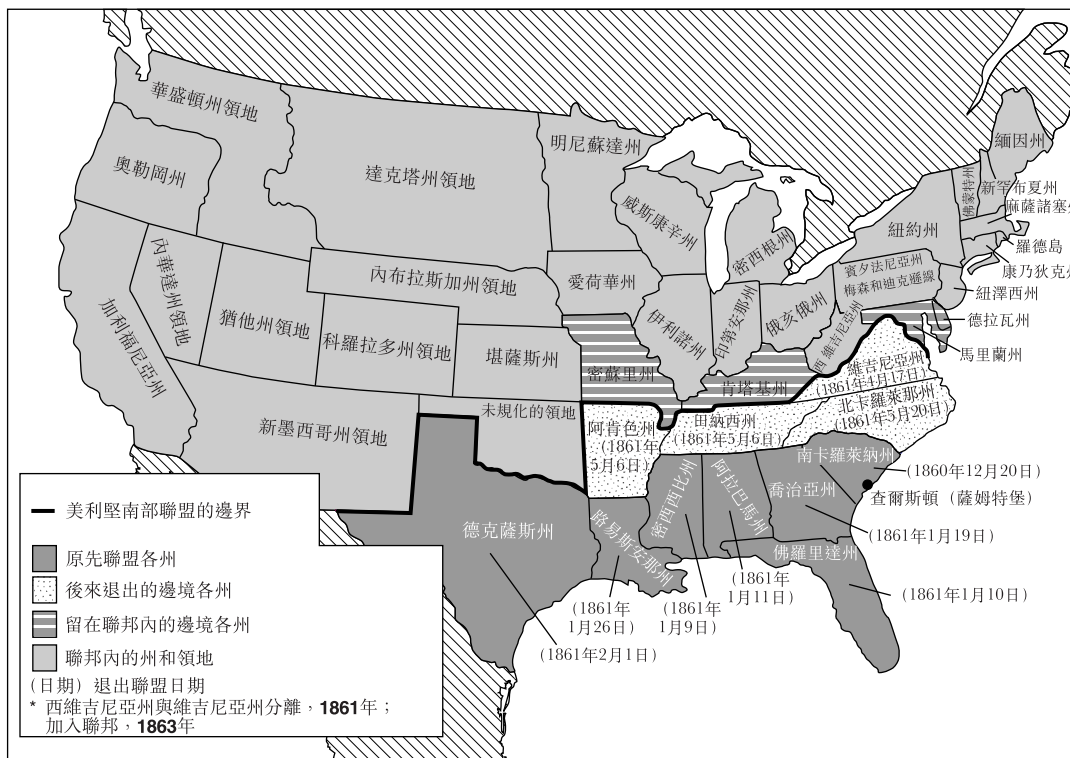 華盛頓州領地
奧勒岡州
達克塔州領地
明尼蘇達州
威斯康辛州
密西根州
緬因州
佛蒙特州
新罕布夏州
麻薩諸塞州
紐約州
羅德島
康乃狄克州
賓夕法尼亞州
梅森和迪克遜線
紐澤西州
德拉瓦州
馬里蘭州
內華達州領地
加利福尼亞州
猶他州領地
內布拉斯加州領地
科羅拉多州領地
愛荷華州
堪薩斯州
伊利諾州
印第安那州
俄亥俄州
西維吉尼亞州
密蘇里州
肯塔基州
維吉尼亞州
(1861年4月17日)
北卡羅萊那州
(1861年5月20日)
田納西州
(1861年5月6日)
阿肯色州
(1861年
5月6日)
未規化的領地
新墨西哥州領地
南卡羅萊納州
(1860年12月20日)
查爾斯頓 (薩姆特堡)
喬治亞州
(1861年1月19日)
阿拉巴馬州
(1861年
1月11日)
密西西比州
(1861年
1月9日)
路易斯安那州
(1861年
1月26日)
德克薩斯州
(1861年2月1日)
佛羅里達州
(1861年1月10日)
美利堅南部聯盟的邊界
原先聯盟各州
後來退出的邊境各州
留在聯邦內的邊境各州
聯邦內的州和領地
(日期) 退出聯盟日期
* 西維吉尼亞州與維吉尼亞州分離，1861年；
加入聯邦，1863年